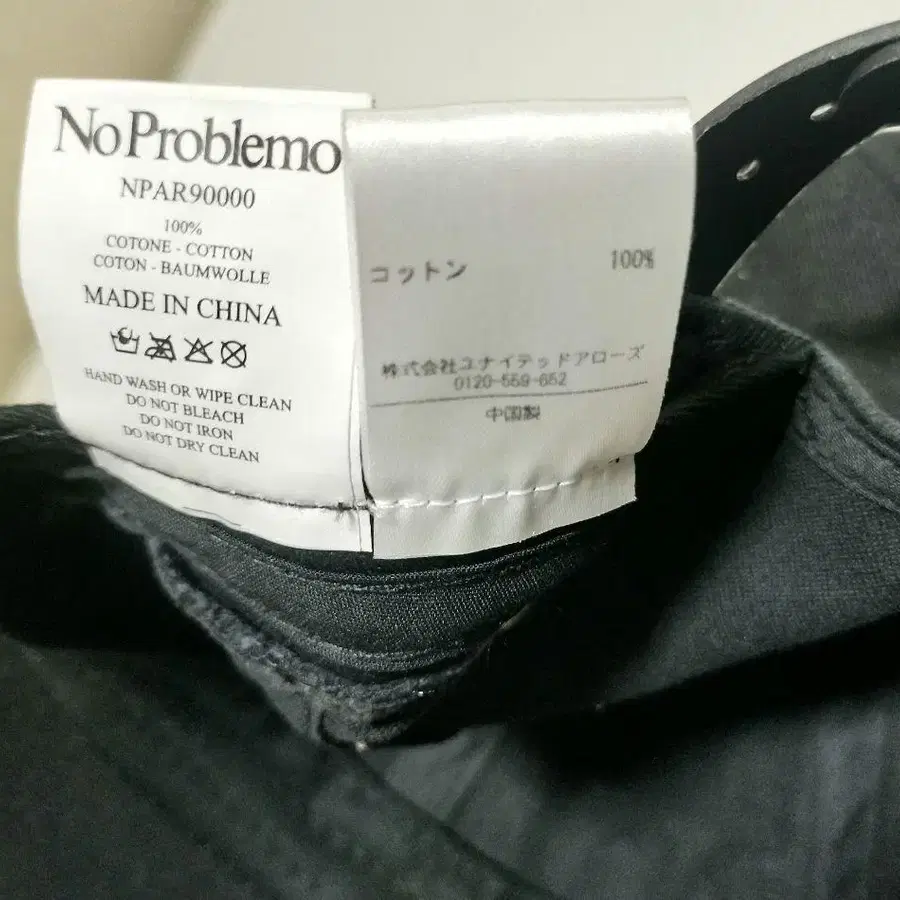 No Problemo
NPAR90000
100%
COTONE - COTTON
COTON - BAUMWOLLE
MADE IN CHINA
HAND WASH OR WIPE CLEAN
DO NOT BLEACH
DO NOT IRON
DO NOT DRY CLEAN
コットン 100%
株式会社ユナイテッドアローズ
0120-559-652
中国製